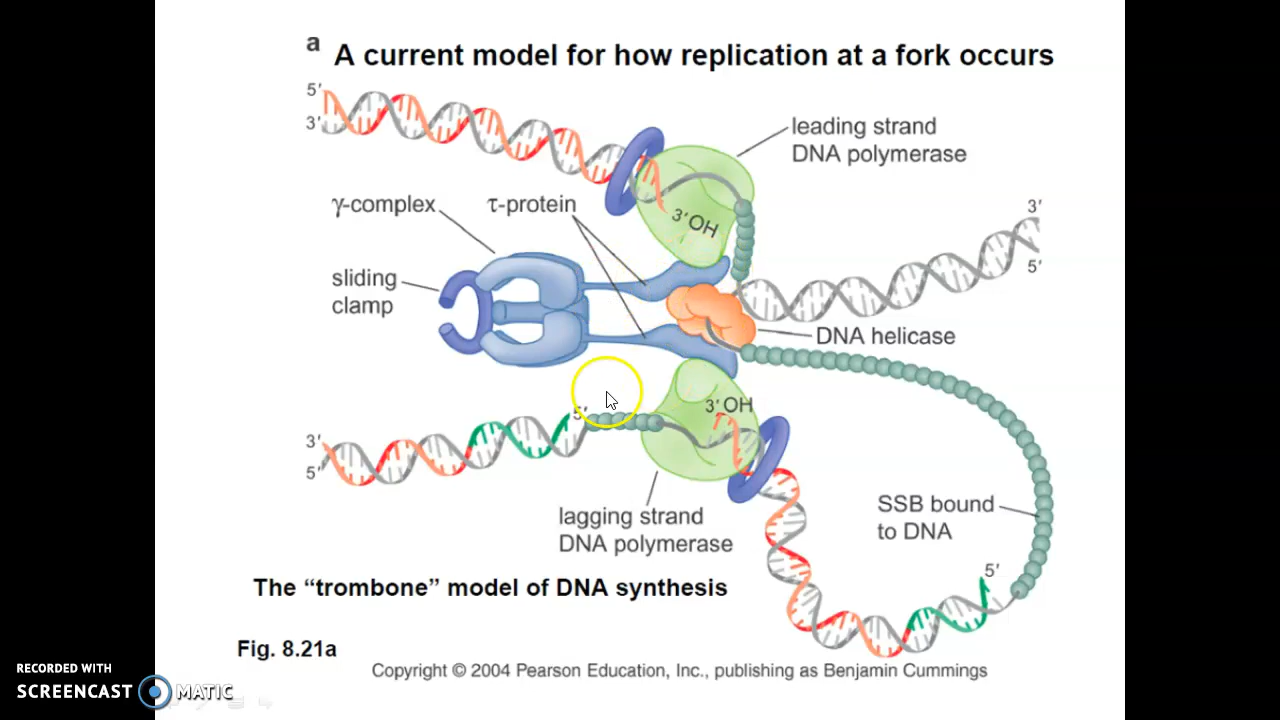 a
A current model for how replication at a fork occurs
5′
3′
leading strand
DNA polymerase
γ-complex
τ-protein
3′OH
3′
5′
sliding
clamp
DNA helicase
3′OH
5′
3′
5′
SSB bound
to DNA
lagging strand
DNA polymerase
5′
The “trombone” model of DNA synthesis
Fig. 8.21a
Copyright © 2004 Pearson Education, Inc., publishing as Benjamin Cummings
RECORDED WITH
SCREENCAST MATIC